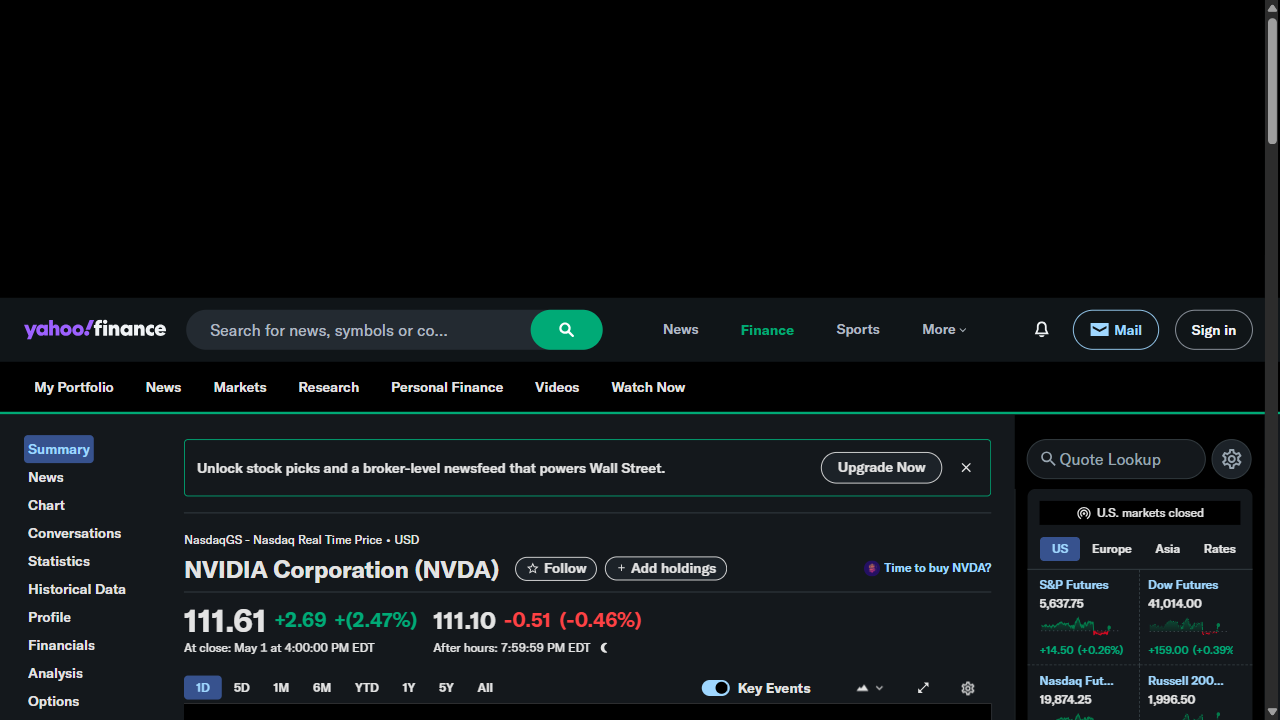 yahoo!finance
Search for news, symbols or co...
News
Finance
Sports
More
Mail
Sign in
My Portfolio
News
Markets
Research
Personal Finance
Videos
Watch Now
Summary
News
Chart
Conversations
Statistics
Historical Data
Profile
Financials
Analysis
Options
Unlock stock picks and a broker-level newsfeed that powers Wall Street.
Upgrade Now
NasdaqGS - Nasdaq Real Time Price • USD
NVIDIA Corporation (NVDA)
Follow
+ Add holdings
Time to buy NVDA?
111.61 +2.69 +(2.47%)
At close: May 1 at 4:00:00 PM EDT
111.10 -0.51 (-0.46%)
After hours: 7:59:59 PM EDT
1D 5D 1M 6M YTD 1Y 5Y All
Key Events
Quote Lookup
U.S. markets closed
US Europe Asia Rates
S&P Futures
5,637.75
+14.50 (+0.26%)
Dow Futures
41,014.00
+159.00 (+0.39%
Nasdaq Fut...
19,874.25
Russell 200...
1,996.50